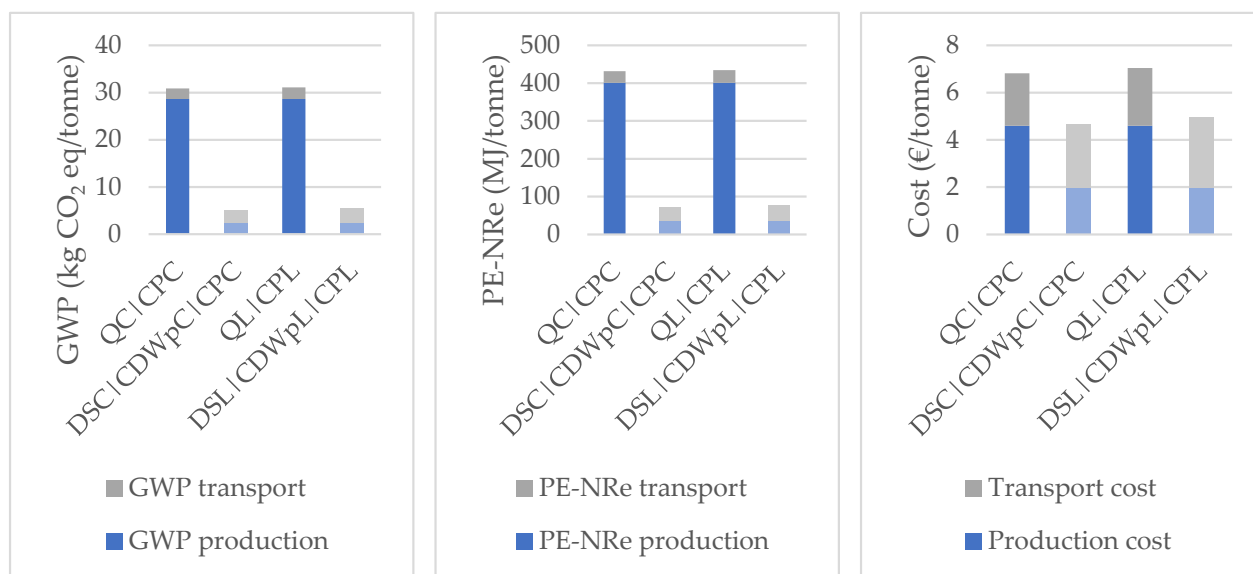 GWP (kg CO₂ eq/tonne)
40
30
20
10
0
QC|CPC
DSC|CDWpC|CPC
QL|CPL
DSL|CDWpL|CPL
GWP transport
GWP production
PE-NRe (MJ/tonne)
500
400
300
200
100
0
QC|CPC
DSC|CDWpC|CPC
QL|CPL
DSL|CDWpL|CPL
PE-NRe transport
PE-NRe production
Cost (€/tonne)
8
6
4
2
0
QC|CPC
DSC|CDWpC|CPC
QL|CPL
DSL|CDWpL|CPL
Transport cost
Production cost